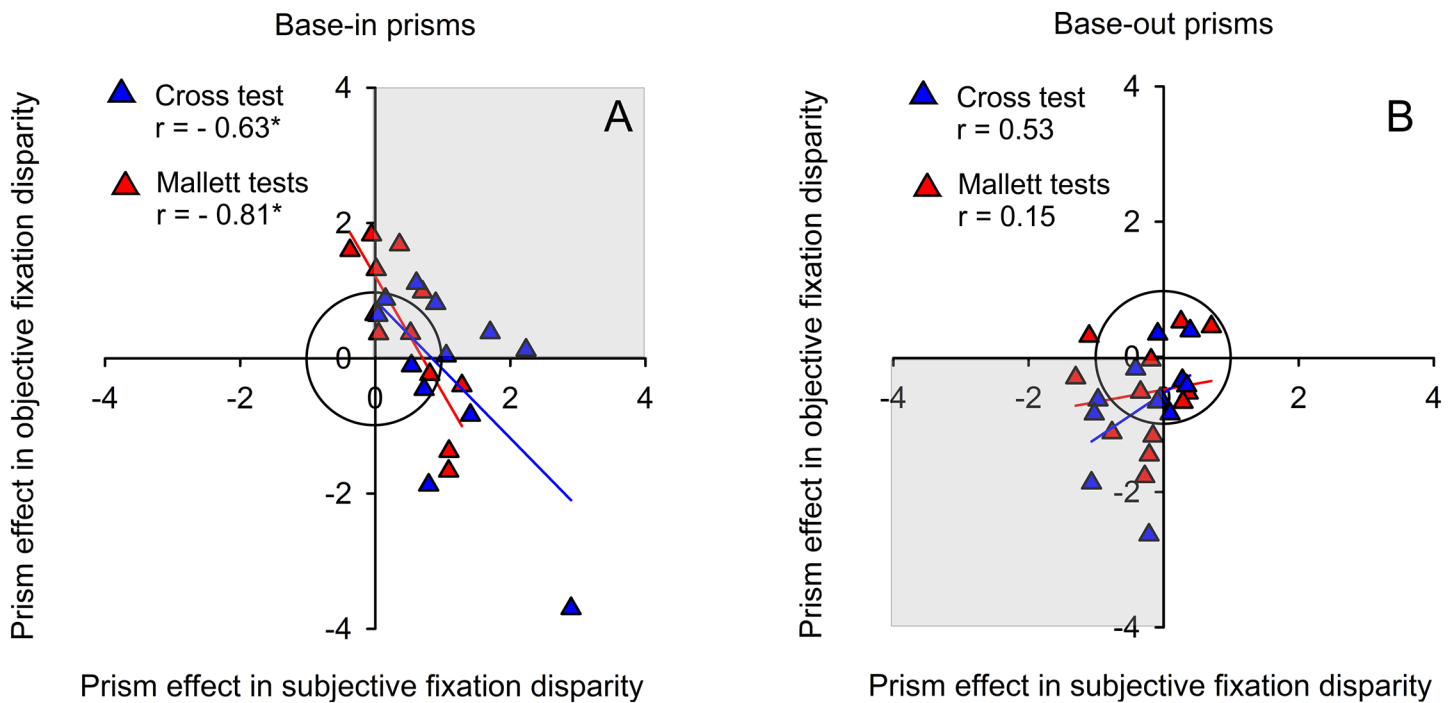 Base-in prisms
Prism effect in objective fixation disparity
Cross test
r = - 0.63*
Mallett tests
r = - 0.81*
A
4
2
0
-2
-4
-4
-2
0
2
4
Prism effect in subjective fixation disparity
Base-out prisms
Prism effect in objective fixation disparity
Cross test
r = 0.53
Mallett tests
r = 0.15
B
4
2
0
-2
-4
-4
-2
0
2
4
Prism effect in subjective fixation disparity